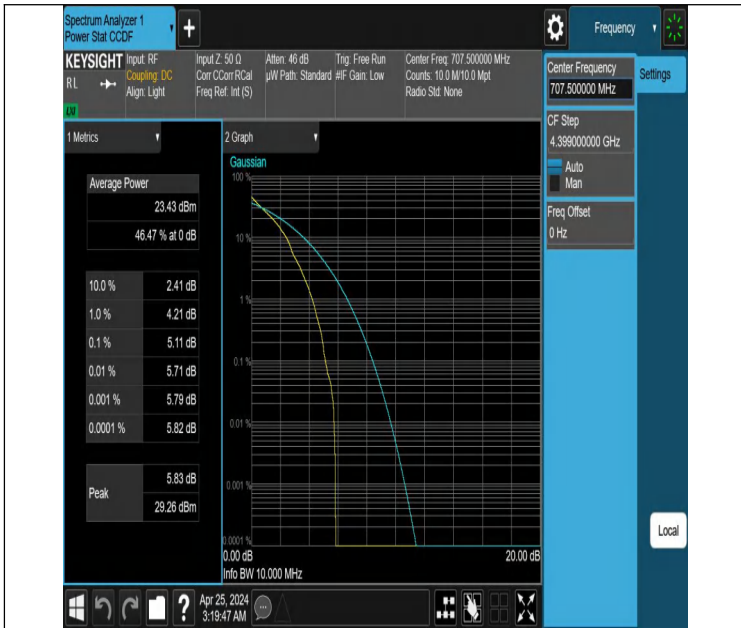 Spectrum Analyzer 1
Power Stat CCDF
+
Frequency
KEYSIGHT
RL
LXI
Input: RF
Coupling: DC
Align: Light
Input Z: 50 Ω
Corr CCorr RCal
Freq Ref: Int (S)
Atten: 46 dB
µW Path: Standard
Trig: Free Run
#IF Gain: Low
Center Freq: 707.500000 MHz
Counts: 10.0 M/10.0 Mpt
Radio Std: None
Center Frequency
707.500000 MHz
Settings
CF Step
4.399000000 GHz
Auto
Man
Freq Offset
0 Hz
Local
1 Metrics
Average Power
23.43 dBm
46.47 % at 0 dB
10.0 % 2.41 dB
1.0 % 4.21 dB
0.1 % 5.11 dB
0.01 % 5.71 dB
0.001 % 5.79 dB
0.0001 % 5.82 dB
Peak
5.83 dB
29.26 dBm
2 Graph
Gaussian
100 %
10 %
1 %
0.1 %
0.01 %
0.001 %
0.0001 %
0.00 dB
20.00 dB
Info BW 10.000 MHz
?
Apr 25, 2024
3:19:47 AM